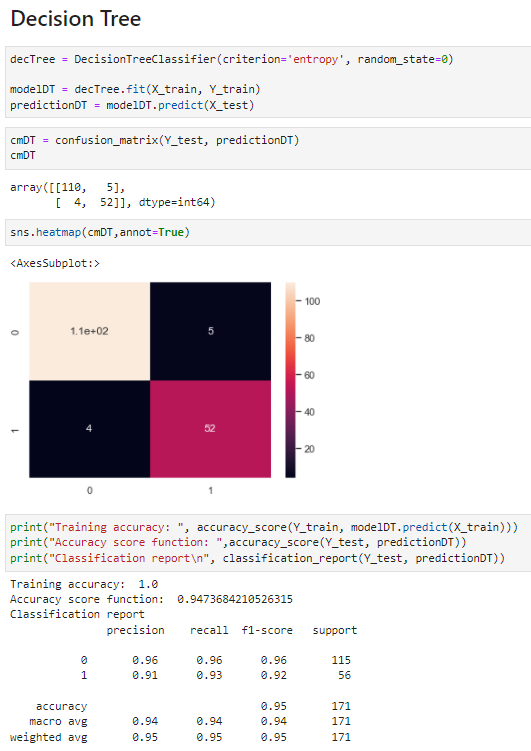 Decision Tree
decTree = DecisionTreeClassifier(criterion='entropy', random_state=0)
modelDT = decTree.fit(X_train, Y_train)
predictionDT = modelDT.predict(X_test)
cmDT = confusion_matrix(Y_test, predictionDT)
cmDT
array([[110,   5],
       [  4,  52]], dtype=int64)
sns.heatmap(cmDT,annot=True)
<AxesSubplot:>
0 1.1e+02 5
1 4 52
0 1
100
80
60
40
20
print("Training accuracy: ", accuracy_score(Y_train, modelDT.predict(X_train)))
print("Accuracy score function: ",accuracy_score(Y_test, predictionDT))
print("Classification report\n", classification_report(Y_test, predictionDT))
Training accuracy:  1.0
Accuracy score function:  0.9473684210526315
Classification report
               precision    recall  f1-score   support
           0       0.96      0.96      0.96       115
           1       0.91      0.93      0.92        56
    accuracy                           0.95       171
   macro avg       0.94      0.94      0.94       171
weighted avg       0.95      0.95      0.95       171